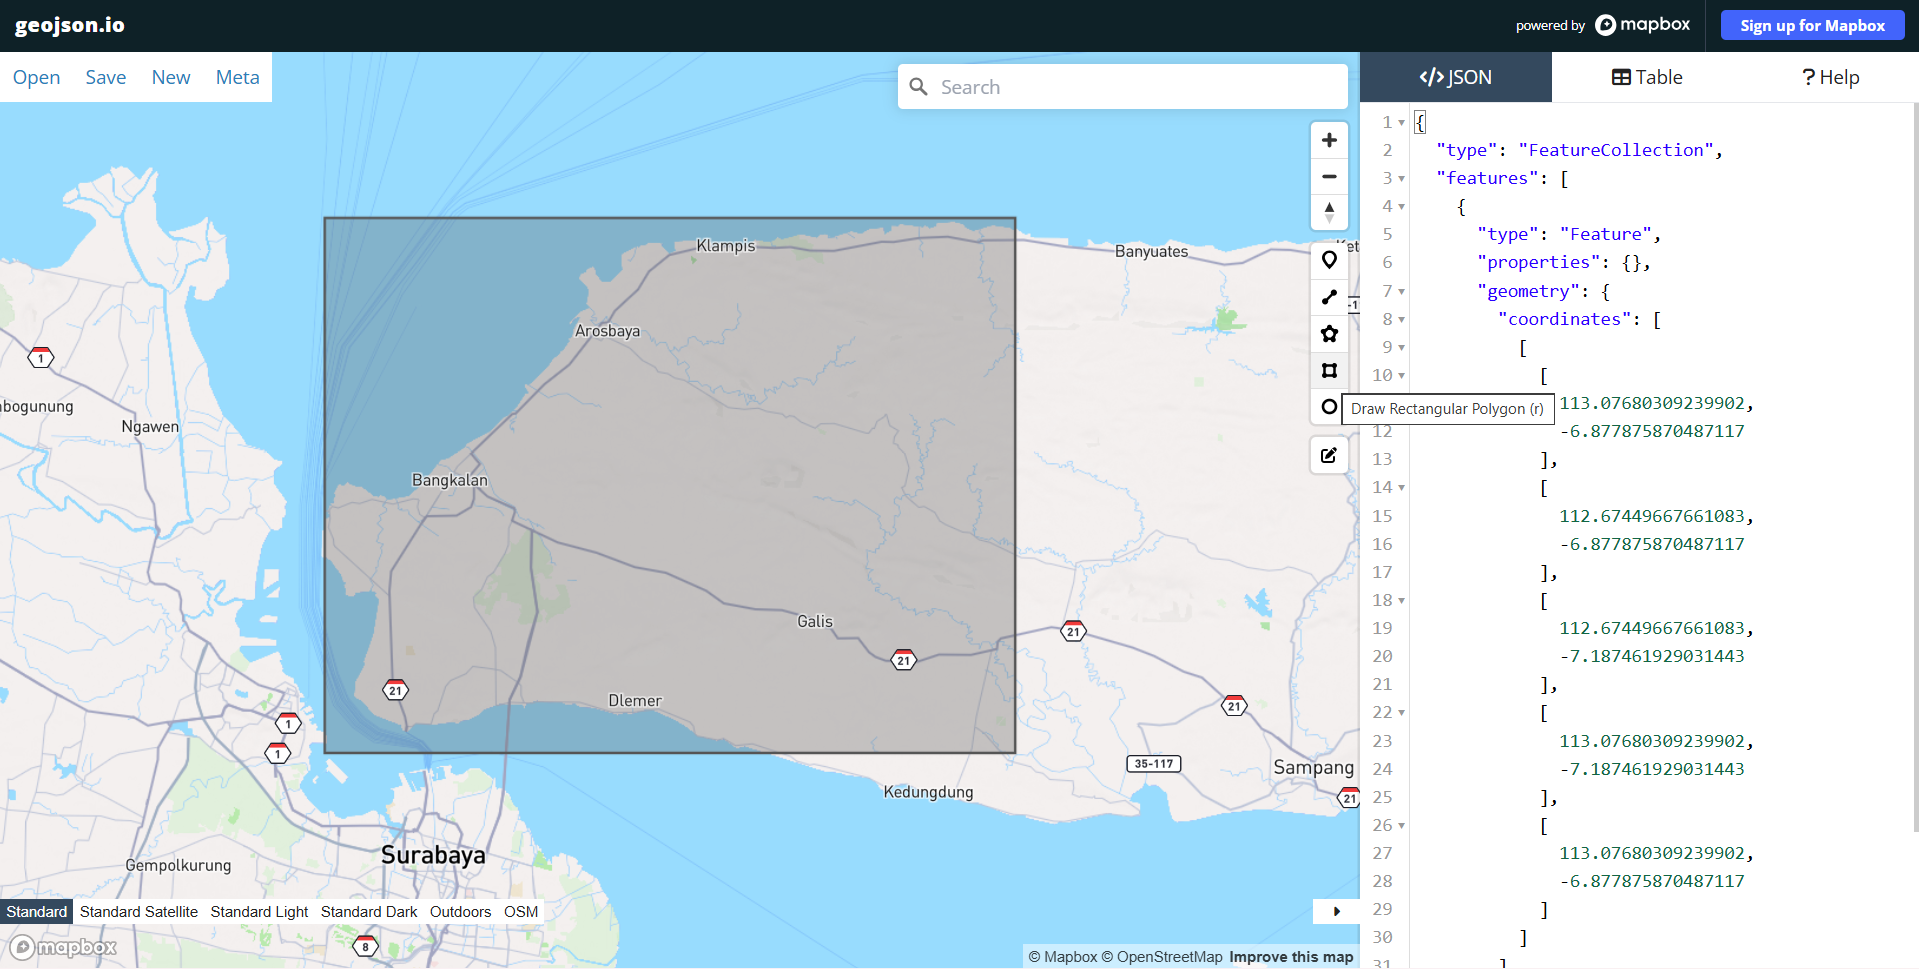 geojson.io
powered by mapbox
Sign up for Mapbox
Open Save New Meta
Search
</> JSON
Table
? Help
Klampis
Banyuates
Ket
Arosbaya
1
Ngawen
Bangkalan
Galis
21
21
21
21
Dlemer
1
1
35-117
Sampang
21
Kedungdung
Surabaya
Gempolkurung
8
Draw Rectangular Polygon (r)
Standard Standard Satellite Standard Light Standard Dark Outdoors OSM
mapbox
© Mapbox © OpenStreetMap Improve this map
1 {
2 "type": "FeatureCollection",
3 "features": [
4 {
5 "type": "Feature",
6 "properties": {},
7 "geometry": {
8 "coordinates": [
9 [
10 [
113.07680309239902,
12 -6.877875870487117
13 ],
14 [
15 112.67449667661083,
16 -6.877875870487117
17 ],
18 [
19 112.67449667661083,
20 -7.187461929031443
21 ],
22 [
23 113.07680309239902,
24 -7.187461929031443
25 ],
26 [
27 113.07680309239902,
28 -6.877875870487117
29 ]
30 ]
31 ]